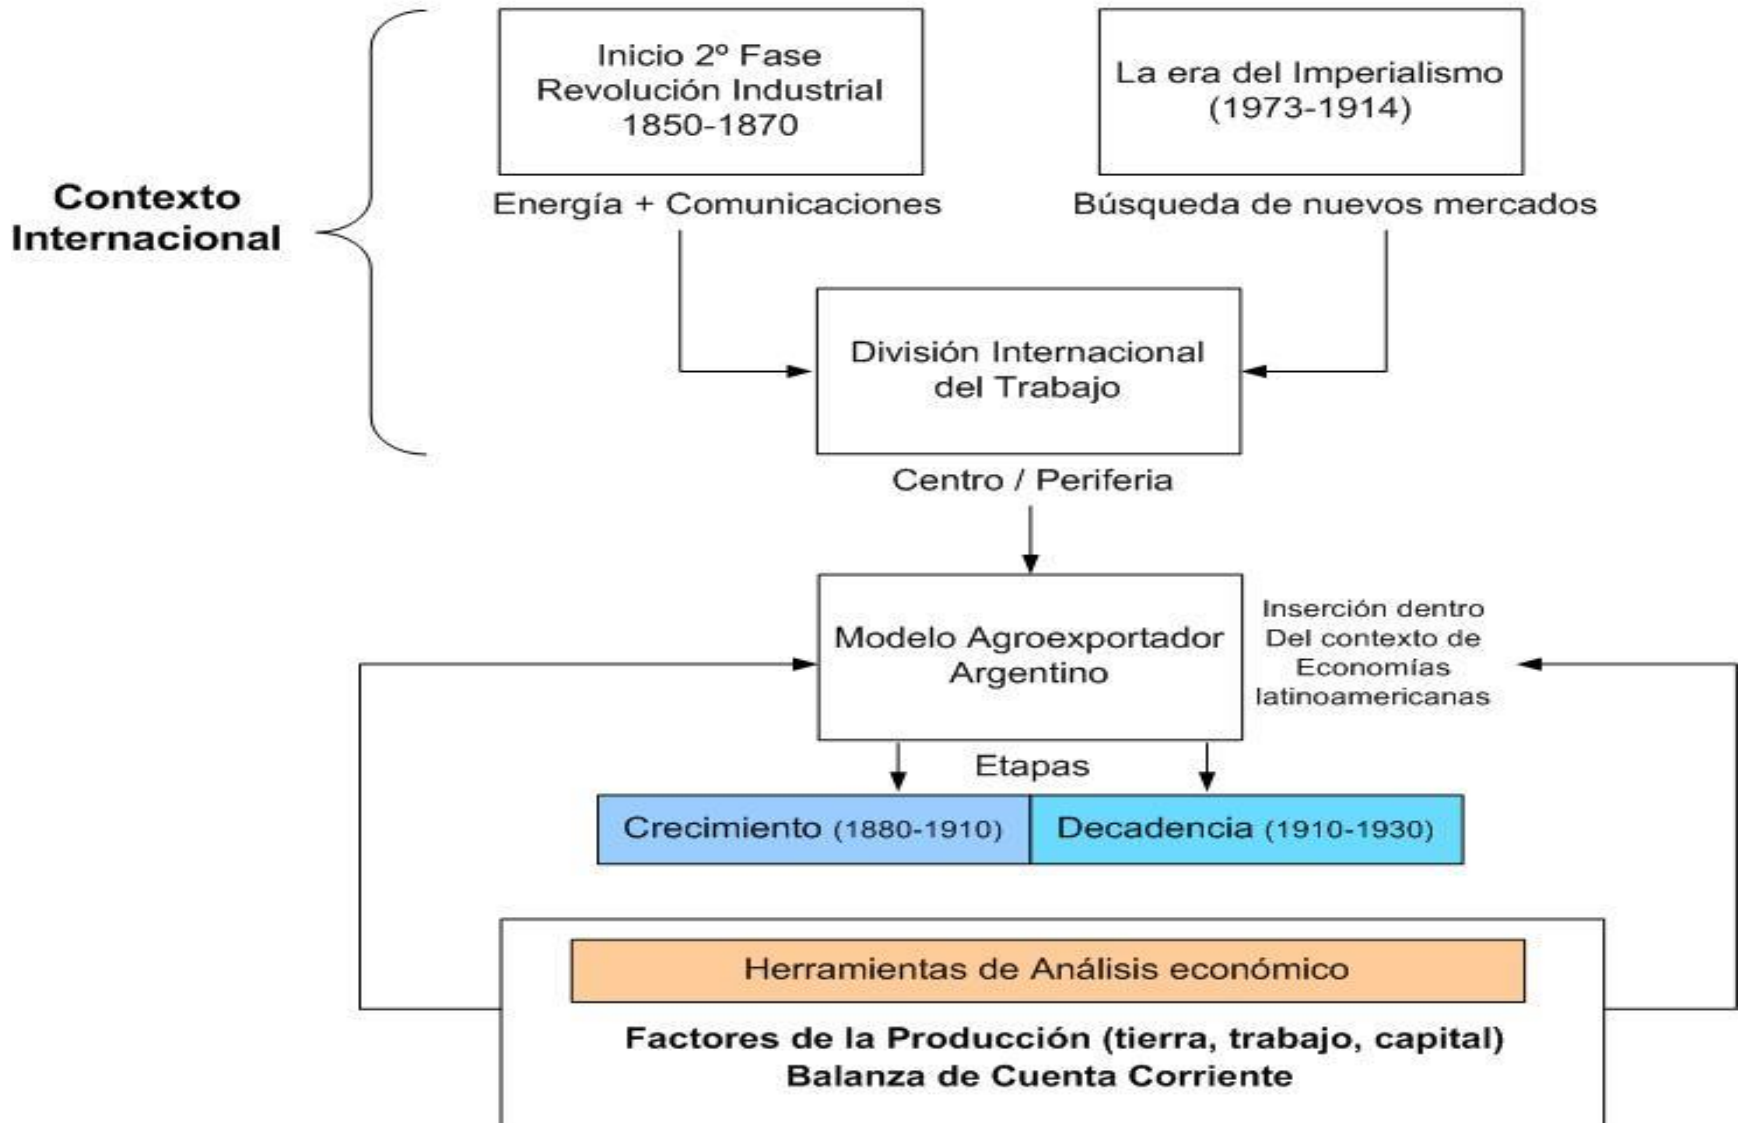 Inicio 2º Fase
Revolución Industrial
1850-1870
La era del Imperialismo
(1973-1914)
Contexto
Internacional
Energía + Comunicaciones
Búsqueda de nuevos mercados
División Internacional
del Trabajo
Centro / Periferia
Modelo Agroexportador
Argentino
Inserción dentro
Del contexto de
Economías
latinoamericanas
Etapas
Crecimiento (1880-1910)
Decadencia (1910-1930)
Herramientas de Análisis económico
Factores de la Producción (tierra, trabajo, capital)
Balanza de Cuenta Corriente